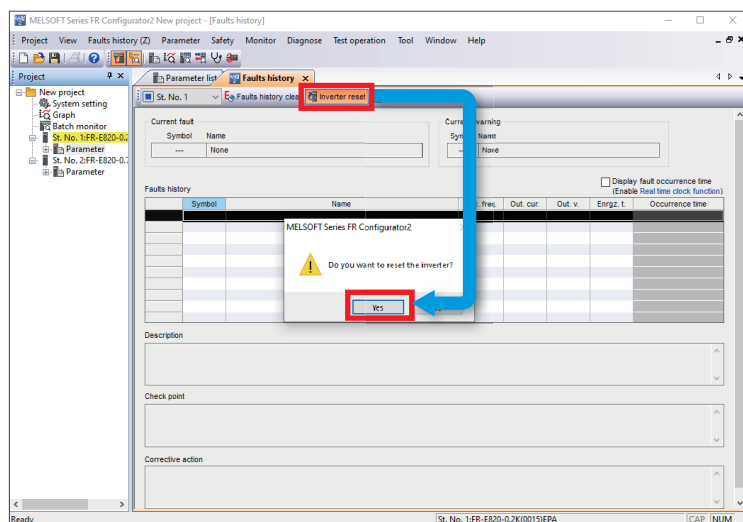 MELSOFT Series FR Configurator2 New project - [Faults history]
Project View Faults history (Z) Parameter Safety Monitor Diagnose Test operation Tool Window Help
Project
Parameter list
Faults history
New project
System setting
Graph
Batch monitor
St. No. 1:FR-E820-0.2
Parameter
St. No. 2:FR-E820-0.
Parameter
St. No. 1
Faults history clea
Inverter reset
Current fault
Symbol Name
--- None
Name
None
Display fault occurrence time
(Enable Real time clock function)
Faults history
Symbol Name freq. Out. cur. Out. v. Enrgz. t. Occurrence time
MELSOFT Series FR Configurator2
Do you want to reset the inverter?
Yes
Description
Check point
Corrective action
Ready
St. No. 1:FR-E820-0.2K(0015)EPA
CAP NUM